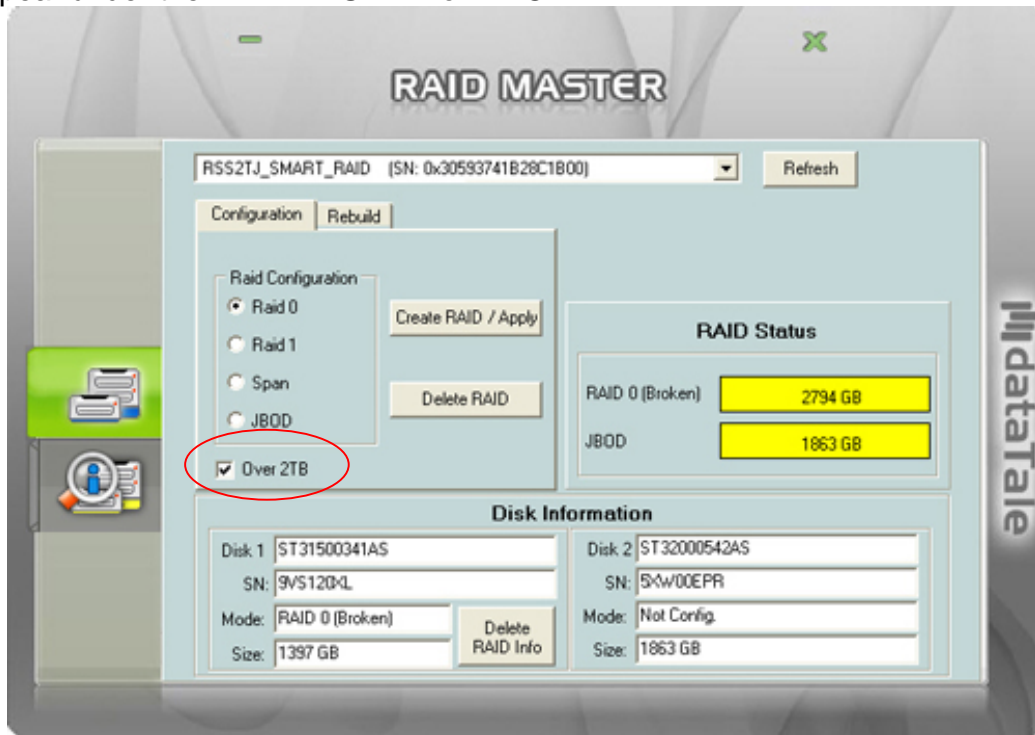 RAID MASTER
RSS2TJ_SMART_RAID (SN: 0x30593741B28C1B00)
Refresh
Configuration
Rebuild
Raid Configuration
Raid 0
Raid 1
Span
JBOD
Create RAID / Apply
Delete RAID
Over 2TB
RAID Status
RAID 0 (Broken)
2794 GB
JBOD
1863 GB
dataTale
Disk Information
Disk 1 ST31500341AS
SN: 9VS120XL
Mode: RAID 0 (Broken)
Size: 1397 GB
Delete
RAID Info
Disk 2 ST32000542AS
SN: 5XW00EPR
Mode: Not Config.
Size: 1863 GB